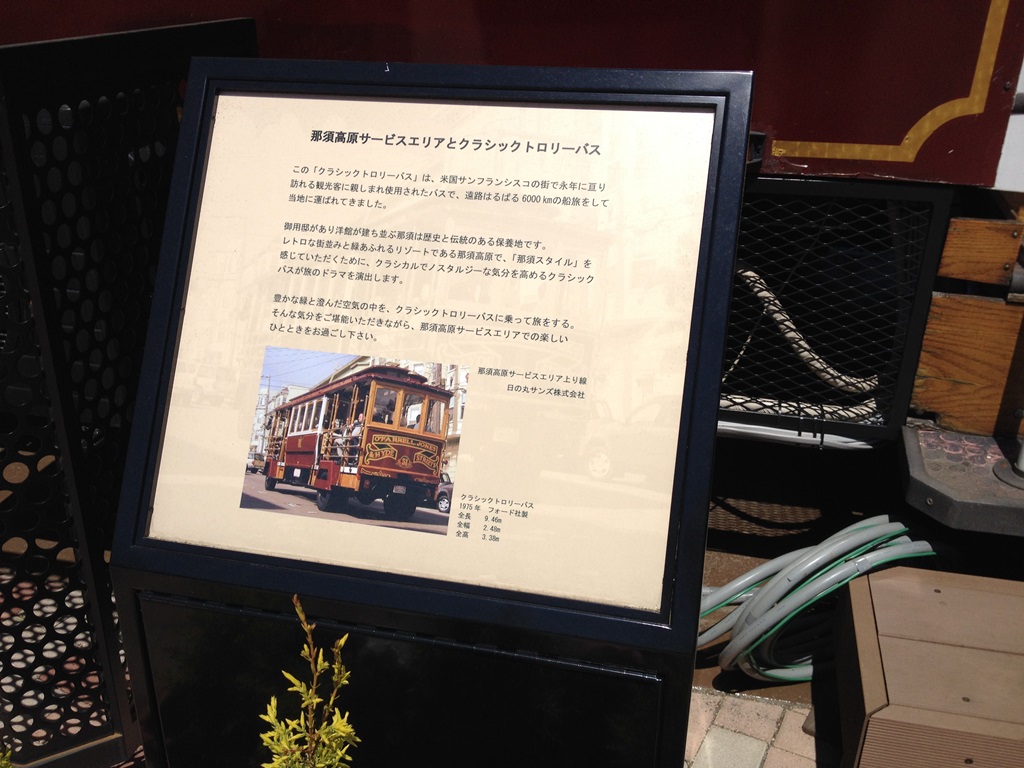 那須高原サービスエリアとクラシックトロリーバス
この「クラシックトロリーバス」は、米国サンフランシスコの街で永年に亘り
訪れる観光客に親しまれ使用されたバスで、遠路はるばる6000㎞の船旅をして
当地に運ばれてきました。
御用邸があり洋館が建ち並ぶ那須は歴史と伝統のある保養地です。
レトロな街並みと緑あふれるリゾートである那須高原で、「那須スタイル」を
感じていただくために、クラシカルでノスタルジーな気分を高めるクラシック
バスが旅のドラマを演出します。
豊かな緑と澄んだ空気の中を、クラシックトロリーバスに乗って旅をする。
そんな気分をご堪能いただきながら、那須高原サービスエリアでの楽しい
ひとときをお過ごし下さい。
那須高原サービスエリア上り線
日の丸サンズ株式会社
O'FARRELL, JONES
& HYDE
STREETS
クラシックトロリーバス
1975年 フォード社製
全長 9.46m
全幅 2.48m
全高 3.38m